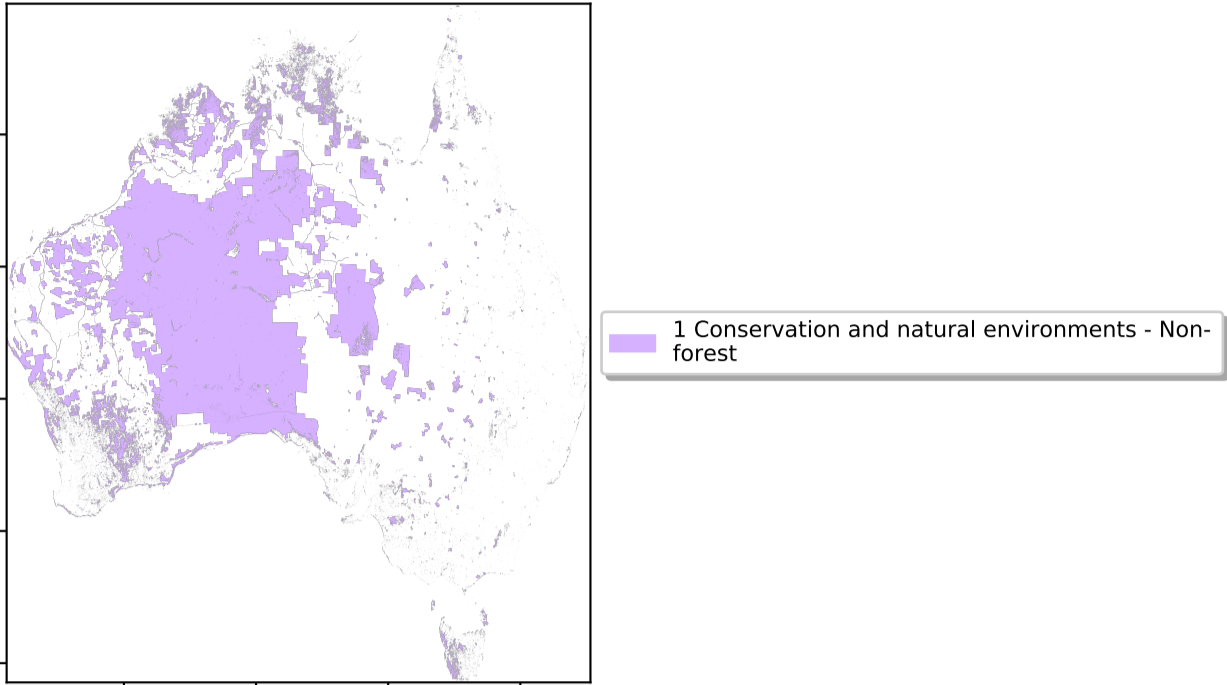 1 Conservation and natural environments - Non-
forest